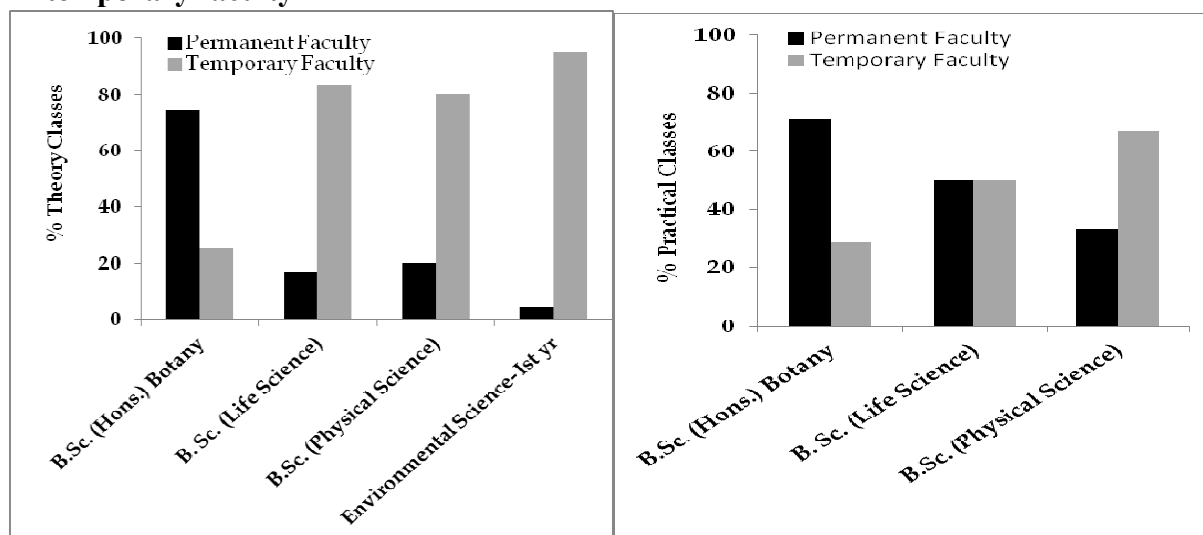 temporary faculty
100
80
60
40
20
0
% Theory Classes
Permanent Faculty
Temporary Faculty
B.Sc. (Hons.) Botany
B. Sc. (Life Science)
B.Sc. (Physical Science)
Environmental Science-Ist yr
100
80
60
40
20
0
% Practical Classes
Permanent Faculty
Temporary Faculty
B.Sc. (Hons.) Botany
B. Sc. (Life Science)
B.Sc. (Physical Science)